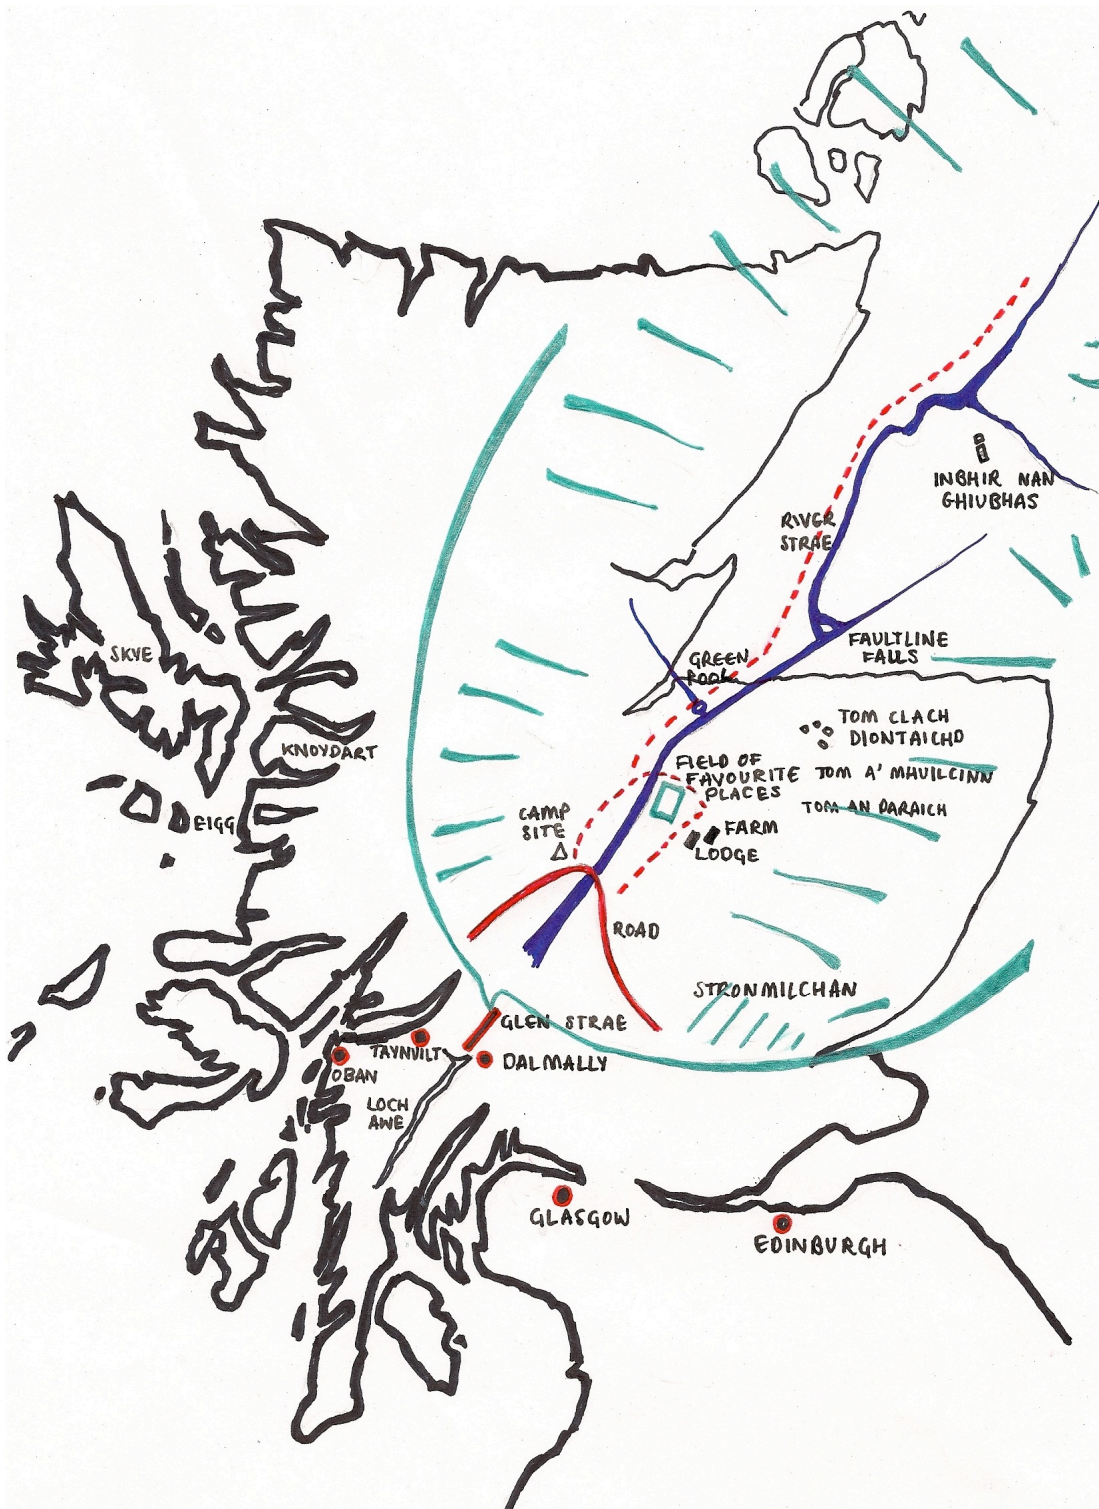 INBHIR NAN
GHIUBHAS
RIVER
STRAE
FAULTLINE
FALLS
GREEN
POOL
SKYE
KNOYDART
EIGG
TOM CLACH
DIONTAICHD
FIELD OF
FAVOURITE
PLACES
TOM A' MHUILCINN
TOM AN DARAICH
CAMP
SITE
FARM
LODGE
ROAD
STRONMILCHAN
GLEN STRAE
TAYNUILT
OBAN
DALMALLY
LOCH
AWE
GLASGOW
EDINBURGH